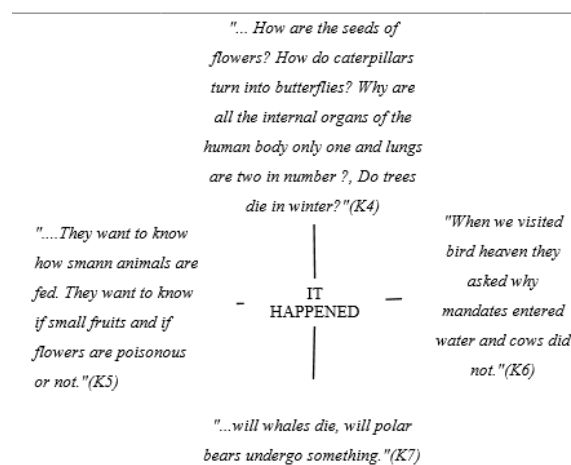 "... How are the seeds of
flowers? How do caterpillars
turn into butterflies? Why are
all the internal organs of the
human body only one and lungs
are two in number ?, Do trees
die in winter?"(K4)
"....They want to know
how smann animals are
fed. They want to know
if small fruits and if
flowers are poisonous
or not."(K5)
IT
HAPPENED
"When we visited
bird heaven they
asked why
mandates entered
water and cows did
not."(K6)
"...will whales die, will polar
bears undergo something."(K7)